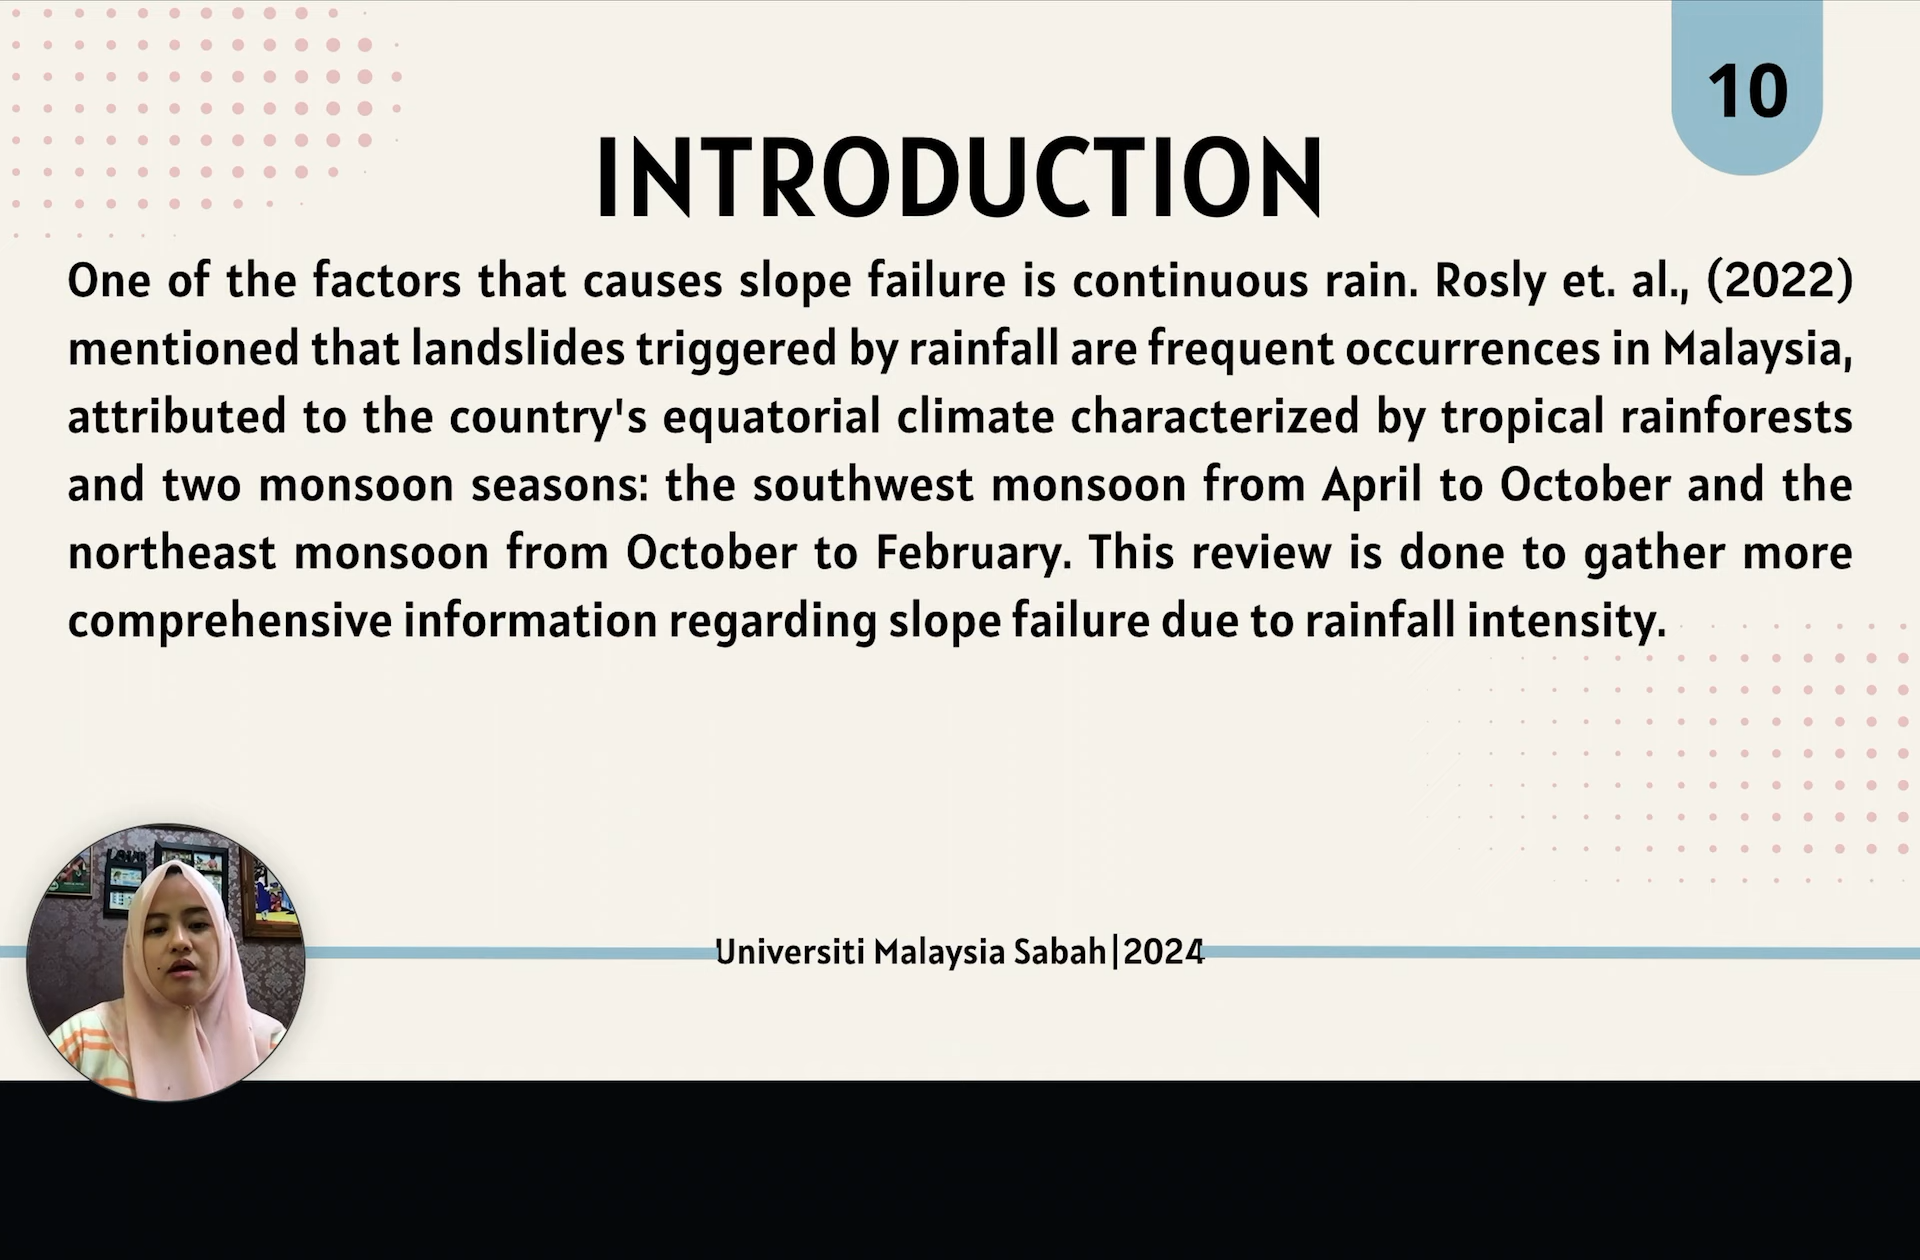 10
INTRODUCTION
One of the factors that causes slope failure is continuous rain. Rosly et. al., (2022)
mentioned that landslides triggered by rainfall are frequent occurrences in Malaysia,
attributed to the country's equatorial climate characterized by tropical rainforests
and two monsoon seasons: the southwest monsoon from April to October and the
northeast monsoon from October to February. This review is done to gather more
comprehensive information regarding slope failure due to rainfall intensity.
Universiti Malaysia Sabah|2024